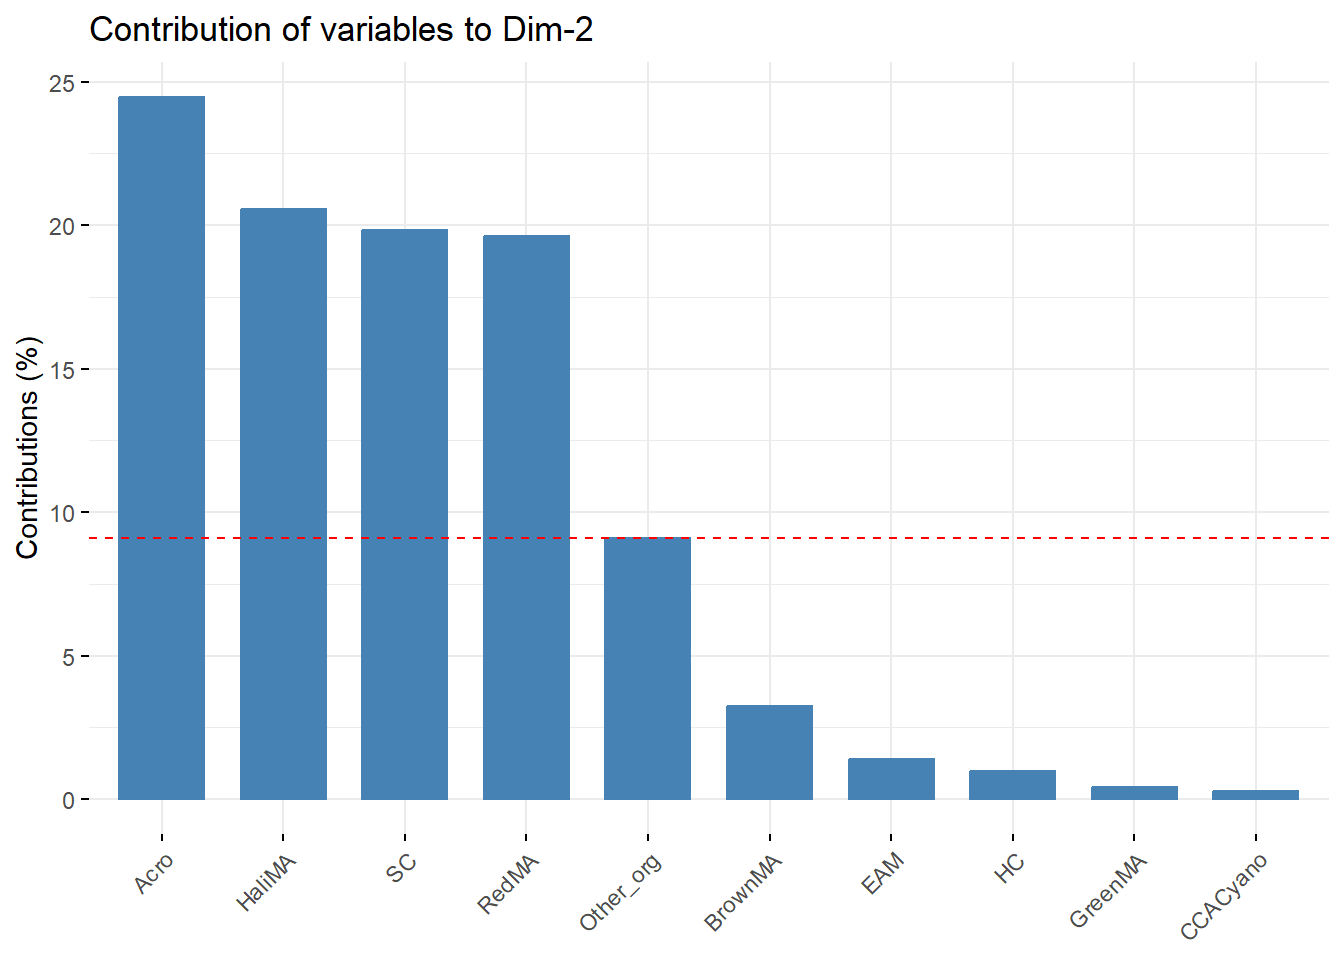 Contribution of variables to Dim-2
Contributions (%)
25
20
15
10
5
0
Acro
HaliMA
SC
RedMA
Other_org
BrownMA
EAM
HC
GreenMA
CCACyano